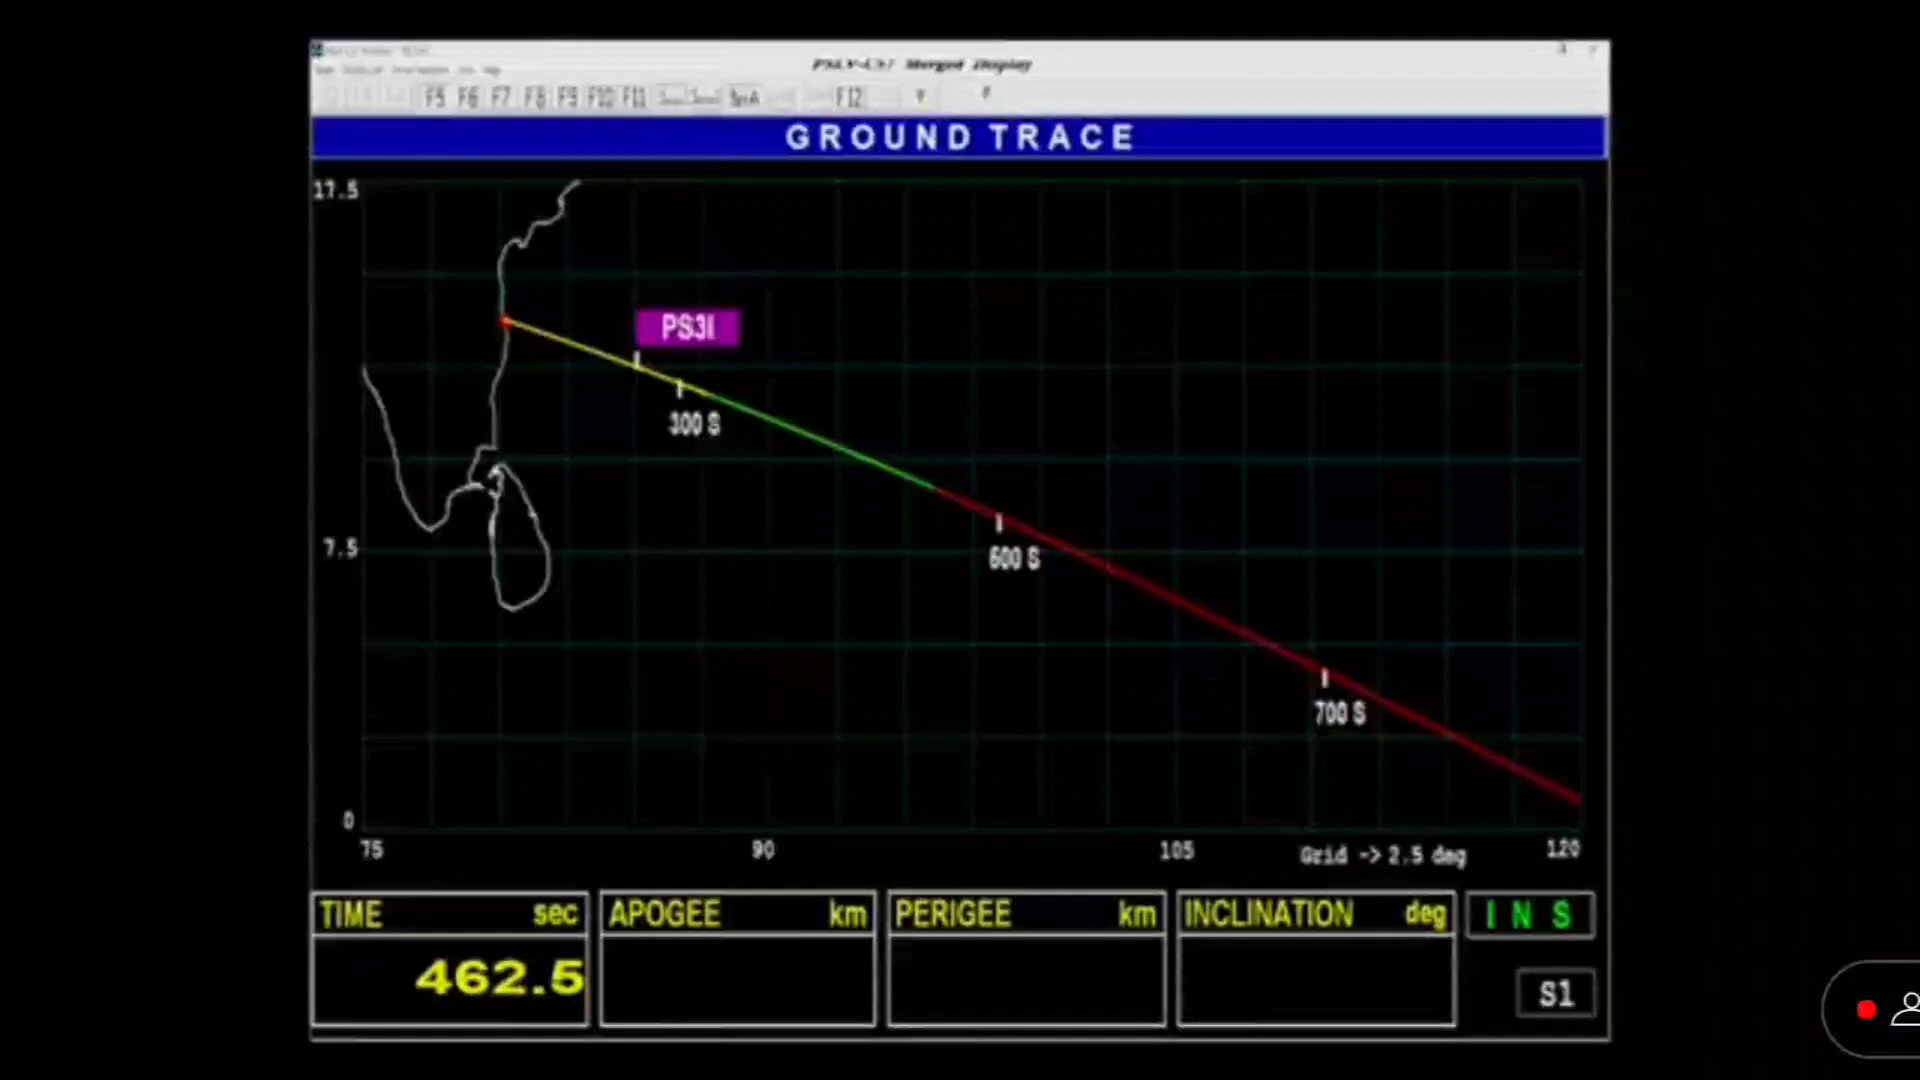 Merged Display
F5 F6 F7 F8 F9 F10 F11 F12
GROUND TRACE
17.5
PS3I
300 S
7.5
600 S
700 S
0
75 90 105 Grid -> 2.5 deg 120
TIME sec APOGEE km PERIGEE km INCLINATION deg I N S
462.5 S1